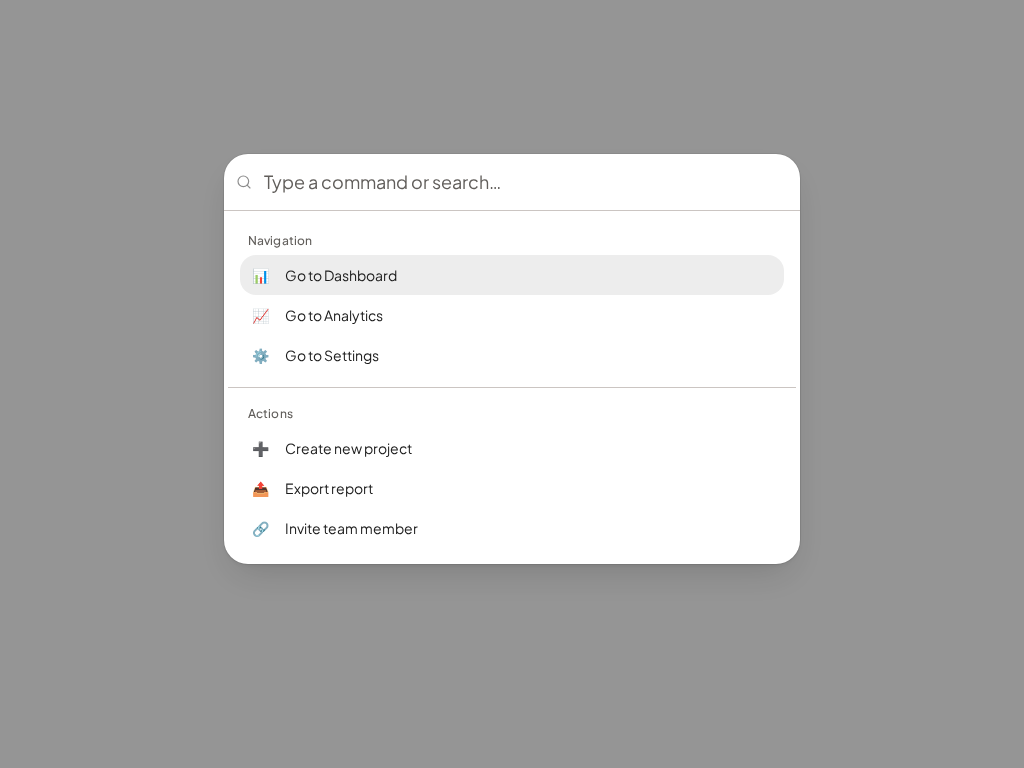 Type a command or search...
Navigation
Go to Dashboard
Go to Analytics
Go to Settings
Actions
Create new project
Export report
Invite team member